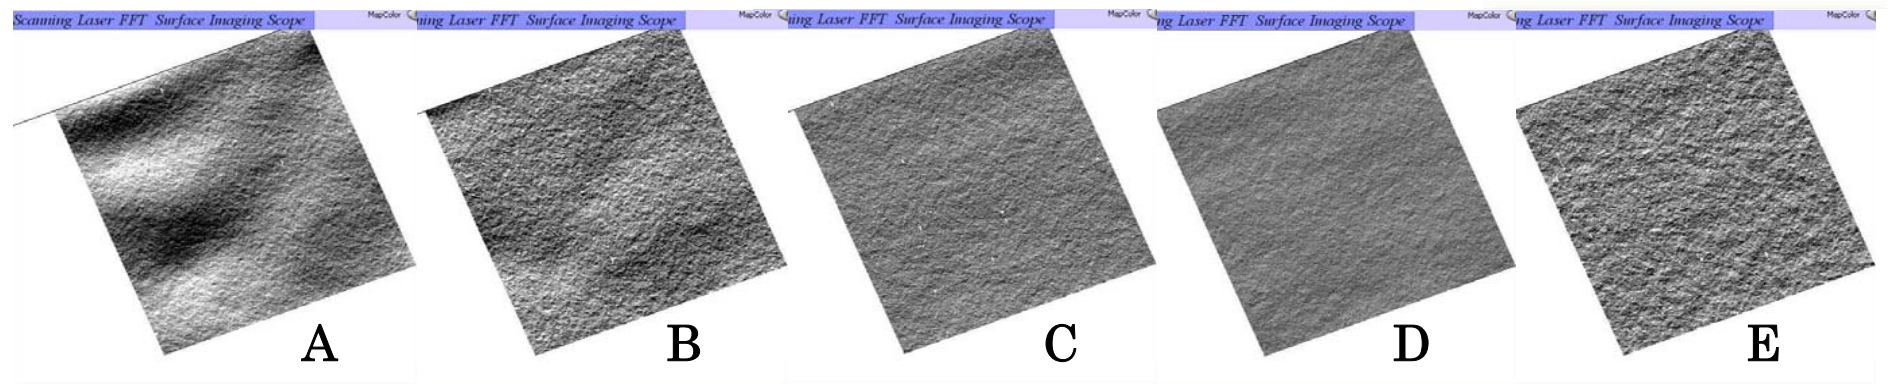 Scanning Laser FFT Surface Imaging Scope MapColor
ning Laser FFT Surface Imaging Scope MapColor
ing Laser FFT Surface Imaging Scope MapColor
ng Laser FFT Surface Imaging Scope MapColor
ng Laser FFT Surface Imaging Scope MapColor
A B C D E